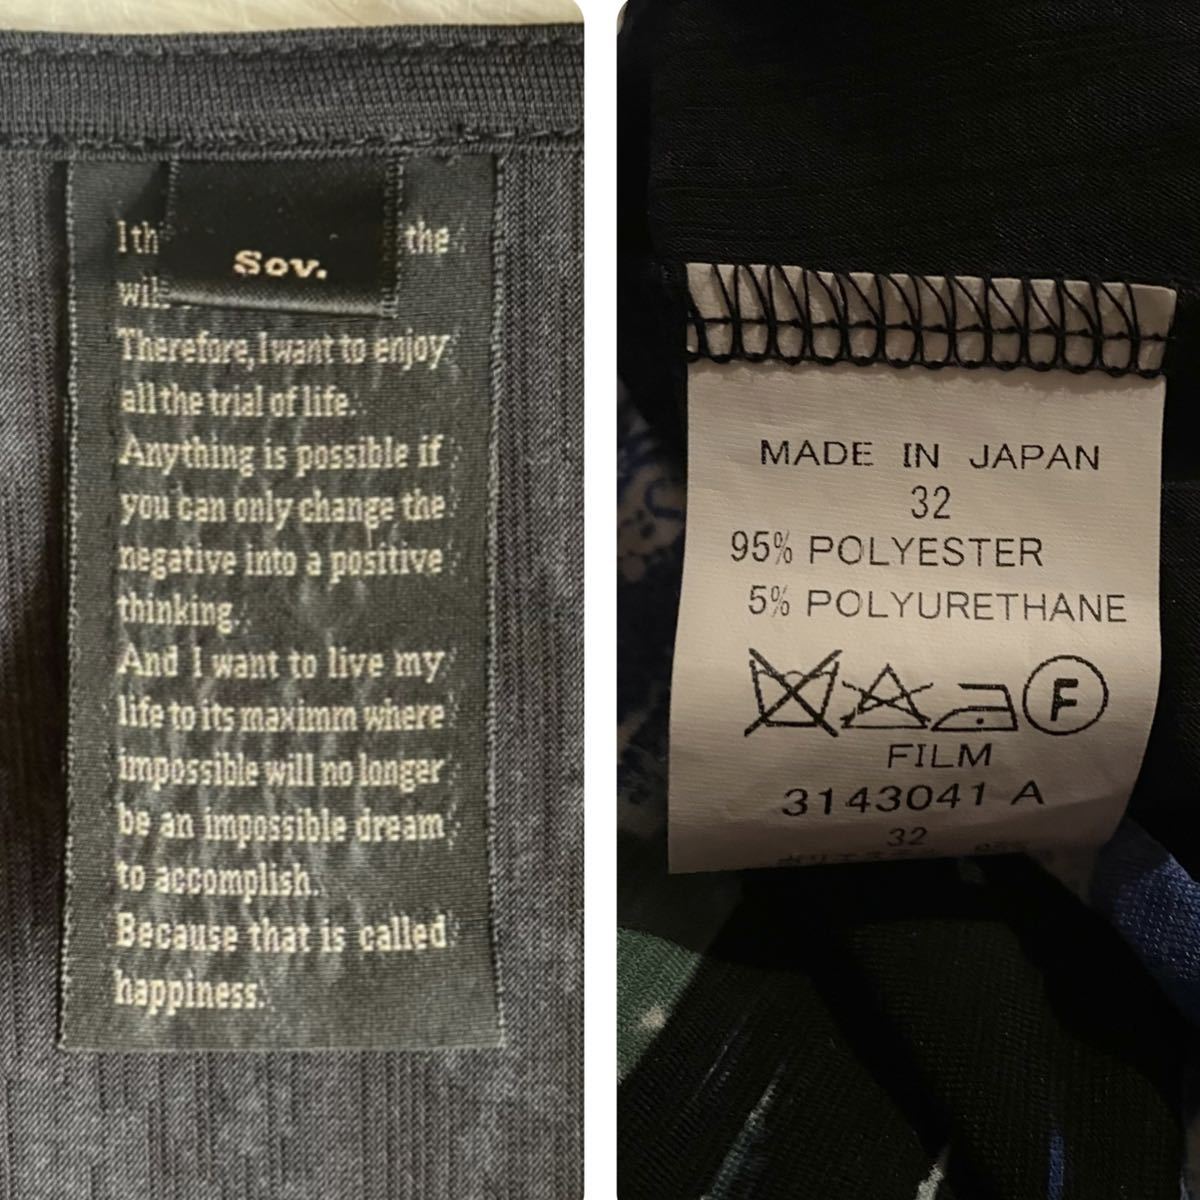 Sov.
the
Therefore, I want to enjoy
all the trial of life.
Anything is possible if
you can only change the
negative into a positive
thinking.
And I want to live my
life to its maximm where
impossible will no longer
be an impossible dream
to accomplish.
Because that is called
happiness.
MADE IN JAPAN
32
95% POLYESTER
5% POLYURETHANE
F
FILM
3143041 A
32